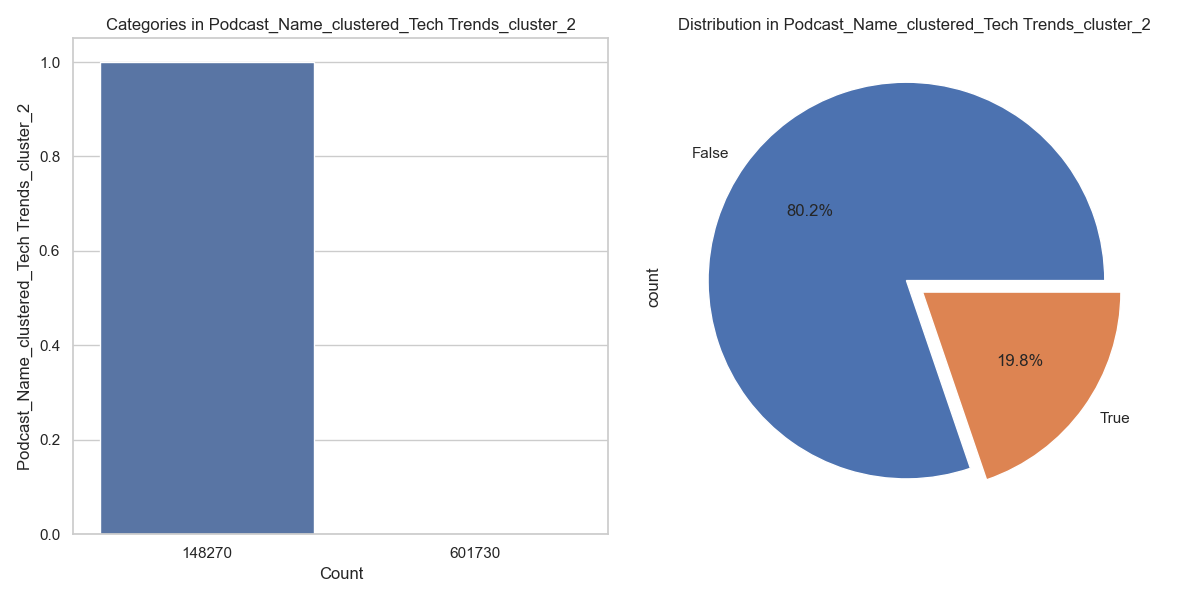 Categories in Podcast_Name_clustered_Tech Trends_cluster_2
Podcast_Name_clustered_Tech Trends_cluster_2
1.0
0.8
0.6
0.4
0.2
0.0
148270
601730
Count
Distribution in Podcast_Name_clustered_Tech Trends_cluster_2
count
False
80.2%
19.8%
True